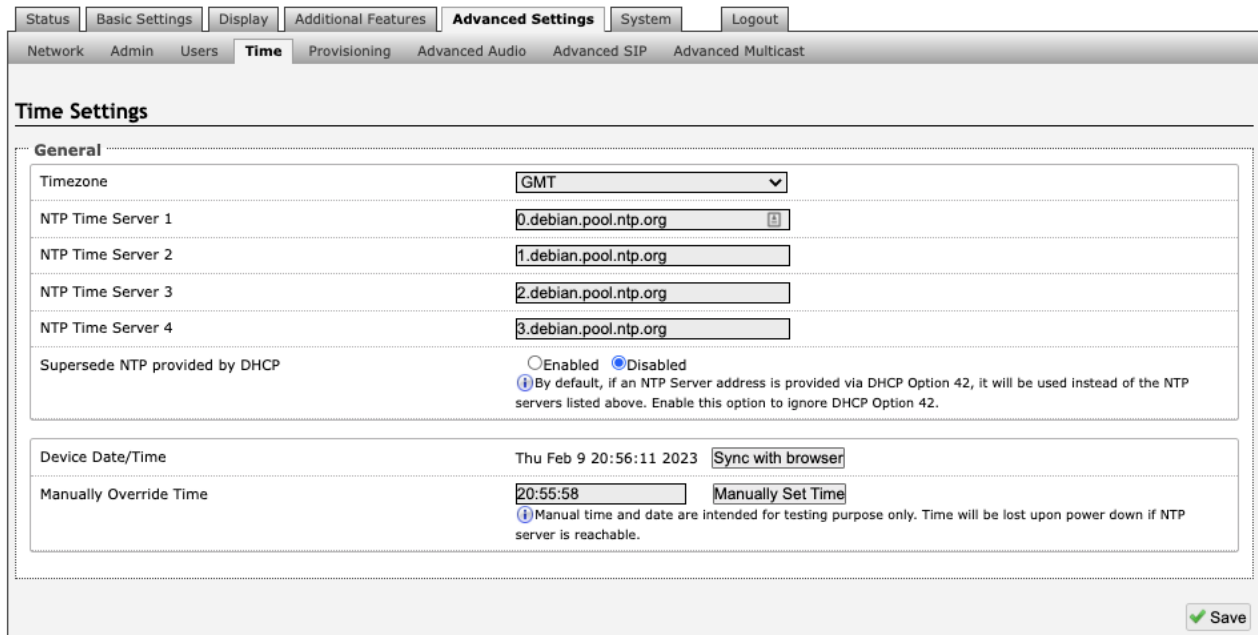 Status Basic Settings Display Additional Features Advanced Settings System Logout
Network Admin Users Time Provisioning Advanced Audio Advanced SIP Advanced Multicast
Time Settings
General
Timezone GMT
NTP Time Server 1 0.debian.pool.ntp.org
NTP Time Server 2 1.debian.pool.ntp.org
NTP Time Server 3 2.debian.pool.ntp.org
NTP Time Server 4 3.debian.pool.ntp.org
Supersede NTP provided by DHCP Enabled Disabled
By default, if an NTP Server address is provided via DHCP Option 42, it will be used instead of the NTP
servers listed above. Enable this option to ignore DHCP Option 42.
Device Date/Time Thu Feb 9 20:56:11 2023 Sync with browser
Manually Override Time 20:55:58 Manually Set Time
Manual time and date are intended for testing purpose only. Time will be lost upon power down if NTP
server is reachable.
Save